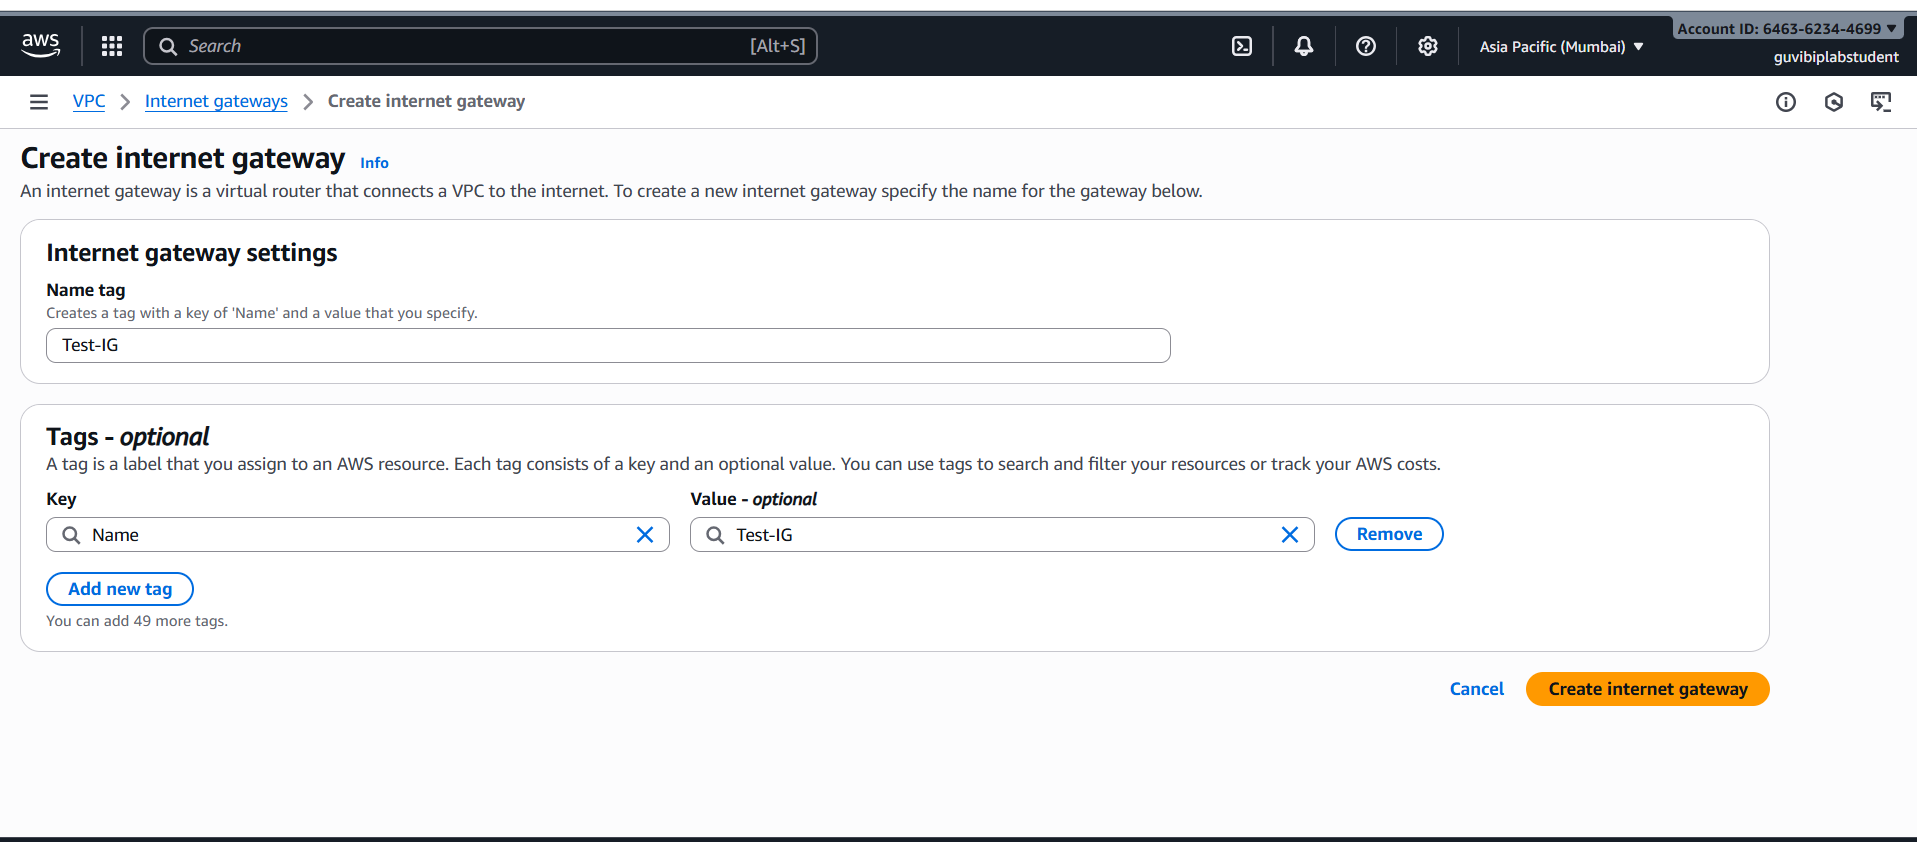 aws
Search
[Alt+S]
Asia Pacific (Mumbai)
Account ID: 6463-6234-4699
guvibiplabstudent
VPC
Internet gateways
Create internet gateway
Create internet gateway Info
An internet gateway is a virtual router that connects a VPC to the internet. To create a new internet gateway specify the name for the gateway below.
Internet gateway settings
Name tag
Creates a tag with a key of 'Name' and a value that you specify.
Test-IG
Tags - optional
A tag is a label that you assign to an AWS resource. Each tag consists of a key and an optional value. You can use tags to search and filter your resources or track your AWS costs.
Key
Value - optional
Name
Test-IG
Remove
Add new tag
You can add 49 more tags.
Cancel
Create internet gateway